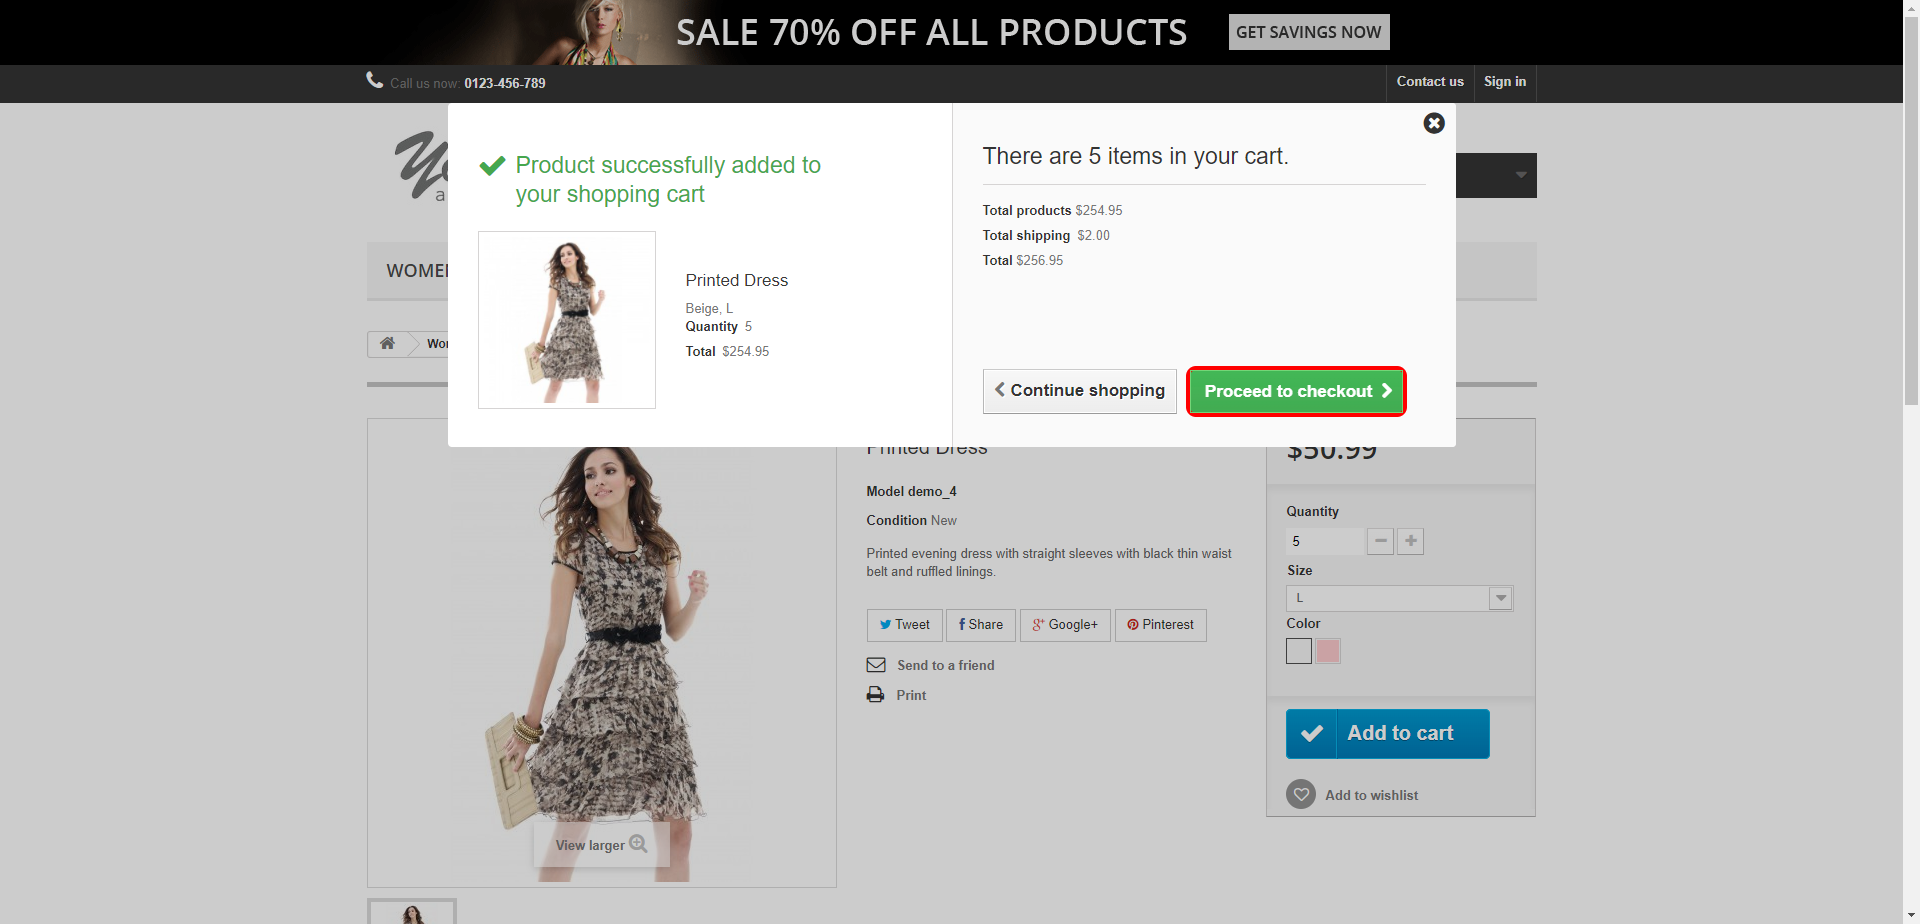 SALE 70% OFF ALL PRODUCTS
GET SAVINGS NOW
Call us now: 0123-456-789
Contact us
Sign in
Product successfully added to
your shopping cart
Printed Dress
Beige, L
Quantity 5
Total $254.95
There are 5 items in your cart.
Total products $254.95
Total shipping $2.00
Total $256.95
Continue shopping
Proceed to checkout
Printed Dress
Model demo_4
Condition New
Printed evening dress with straight sleeves with black thin waist
belt and ruffled linings.
Tweet
Share
Google+
Pinterest
Send to a friend
Print
View larger
$50.99
Quantity
5
Size
L
Color
Add to cart
Add to wishlist